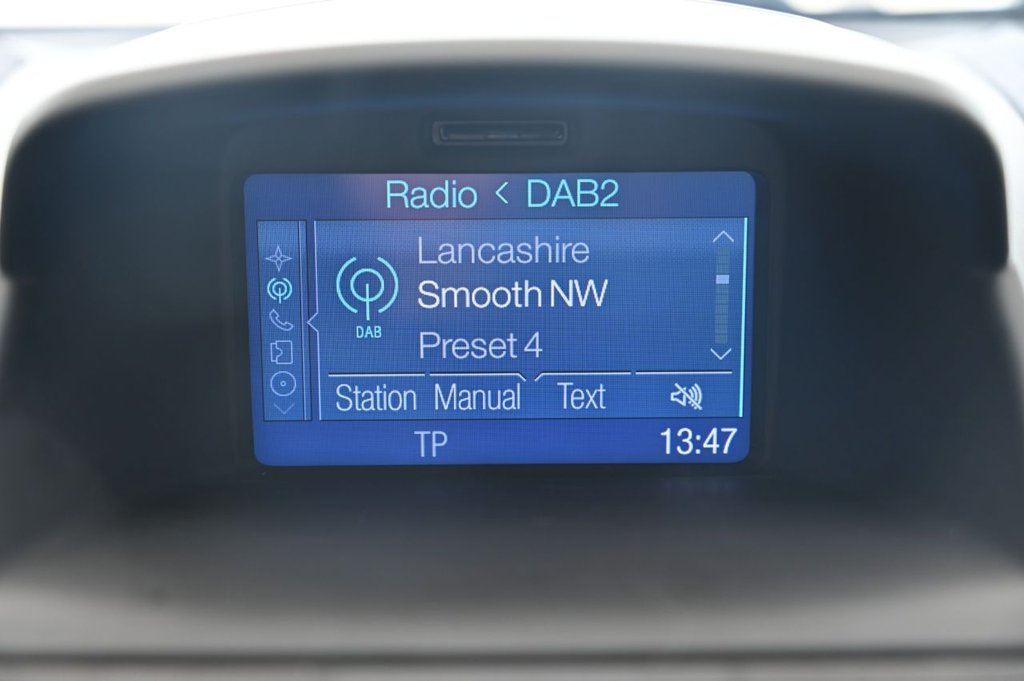 Radio < DAB2
Lancashire
Smooth NW
DAB
Preset 4
Station Manual Text
TP 13:47